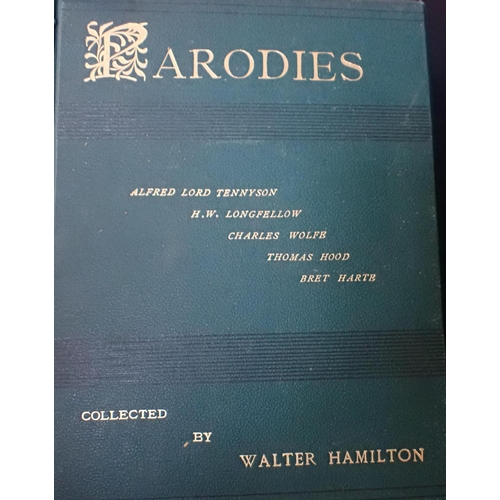 PARODIES
ALFRED LORD TENNYSON
H.W. LONGFELLOW
CHARLES WOLFE
THOMAS HOOD
BRET HARTE
COLLECTED
BY
WALTER HAMILTON